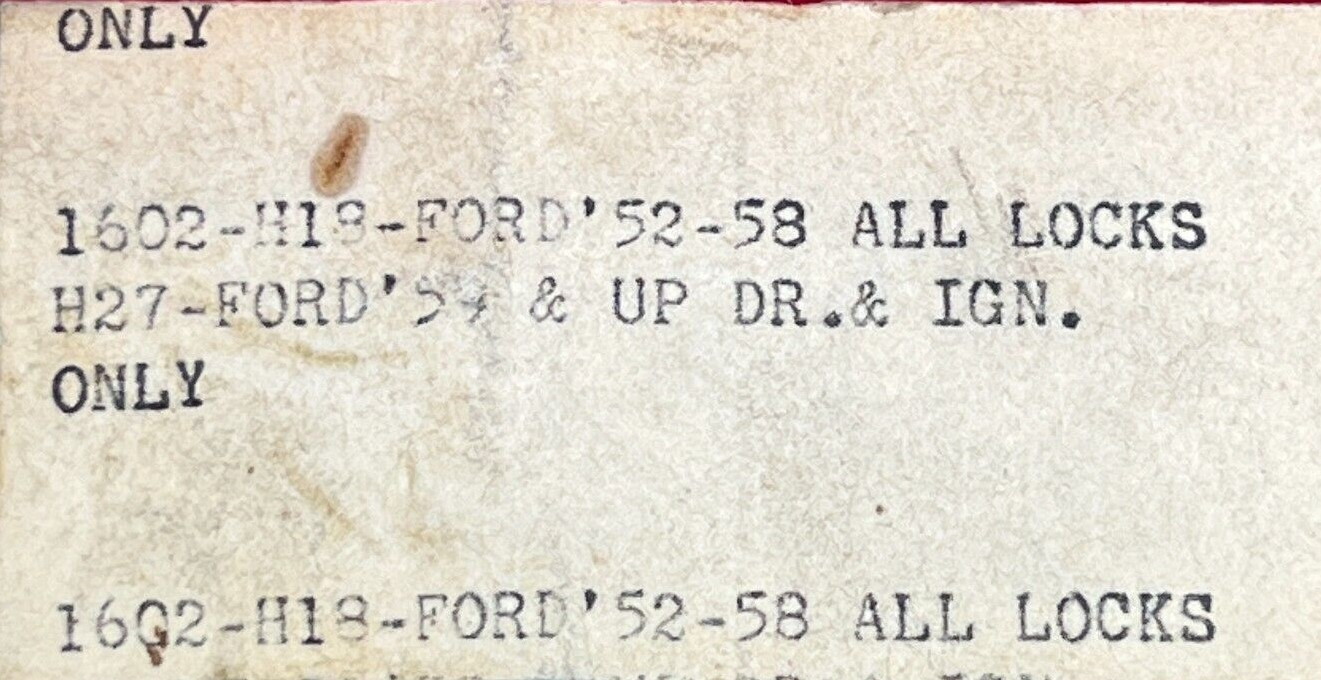 ONLY
1602-H18-FORD'52-58 ALL LOCKS
H27-FORD'54 & UP DR.& IGN.
ONLY
1602-H18-FORD'52-58 ALL LOCKS